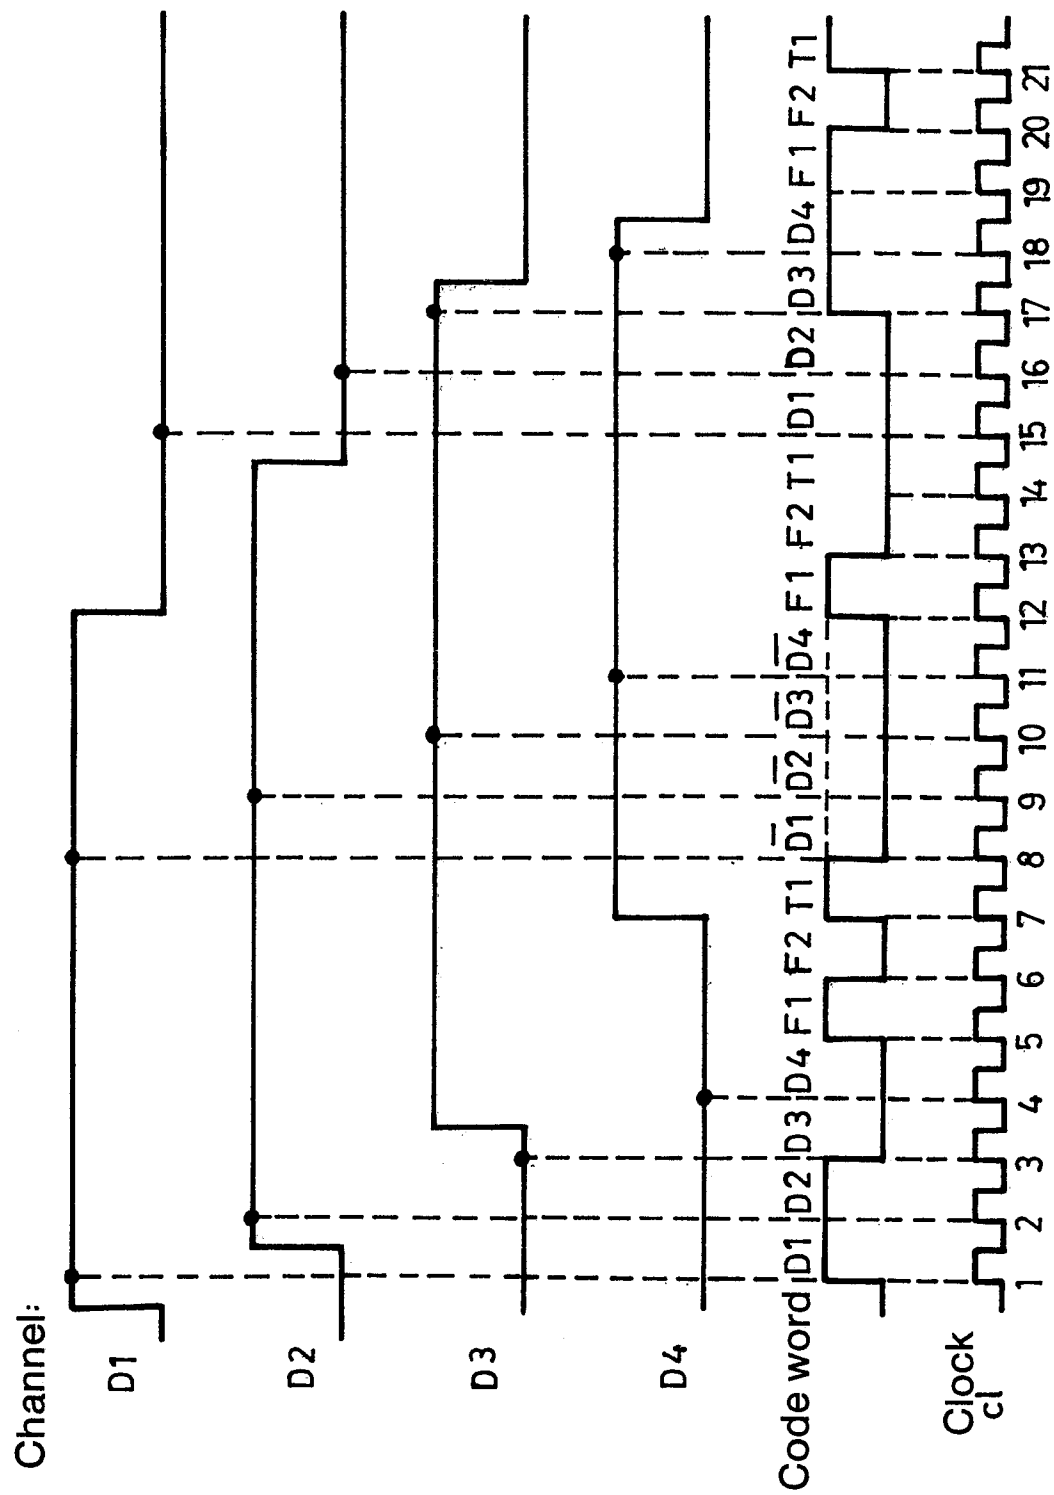 Channel:
D1
D2
D3
D4
Code word D1 D2 D3 D4 F1 F2 T1 D̅1̅ D̅2̅ D̅3̅ D̅4̅ F1 F2 T1 D1 D2 D3 D4 F1 F2 T1
Clock
cl
1 2 3 4 5 6 7 8 9 10 11 12 13 14 15 16 17 18 19 20 21